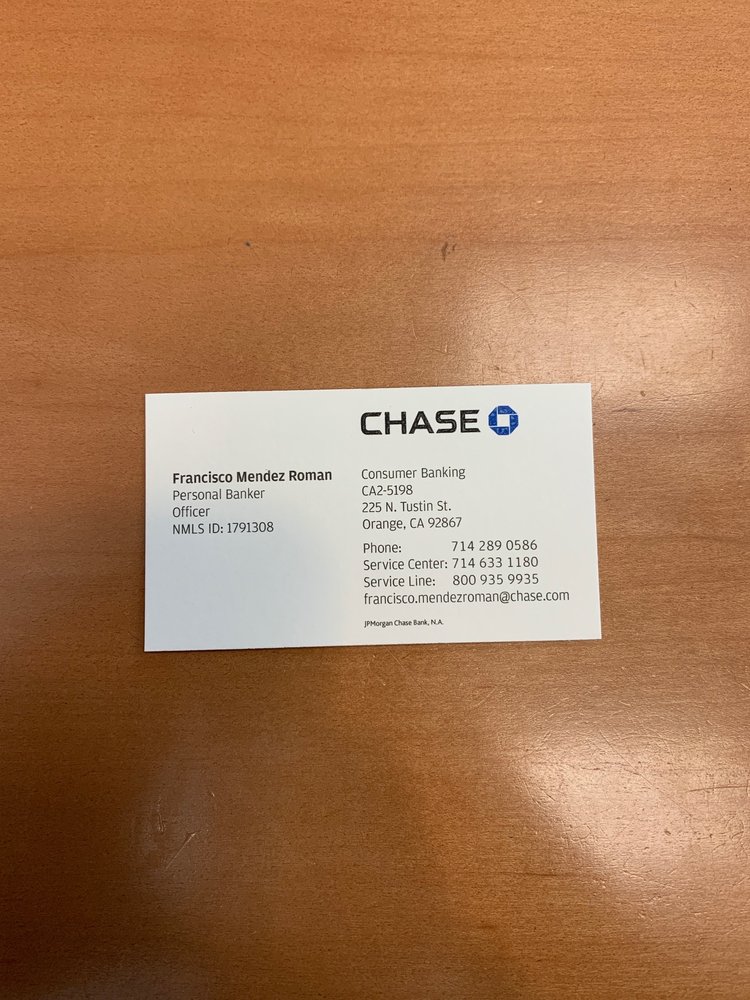 CHASE
Francisco Mendez Roman
Personal Banker
Officer
NMLS ID: 1791308
Consumer Banking
CA2-5198
225 N. Tustin St.
Orange, CA 92867
Phone: 714 289 0586
Service Center: 714 633 1180
Service Line: 800 935 9935
francisco.mendezroman@chase.com
JPMorgan Chase Bank, N.A.